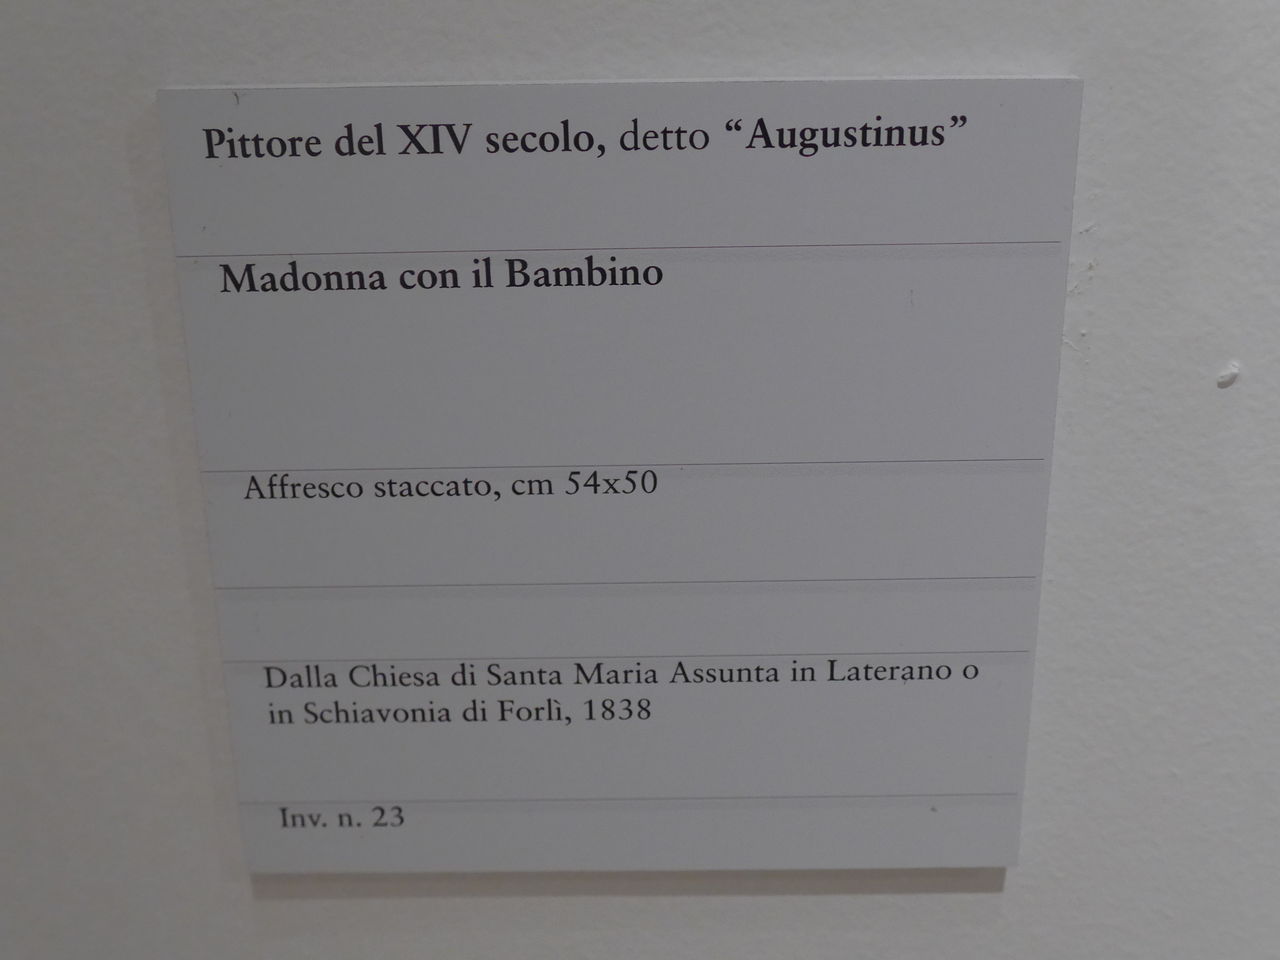 Pittore del XIV secolo, detto “Augustinus”
Madonna con il Bambino
Affresco staccato, cm 54x50
Dalla Chiesa di Santa Maria Assunta in Laterano o
in Schiavonia di Forlì, 1838
Inv. n. 23